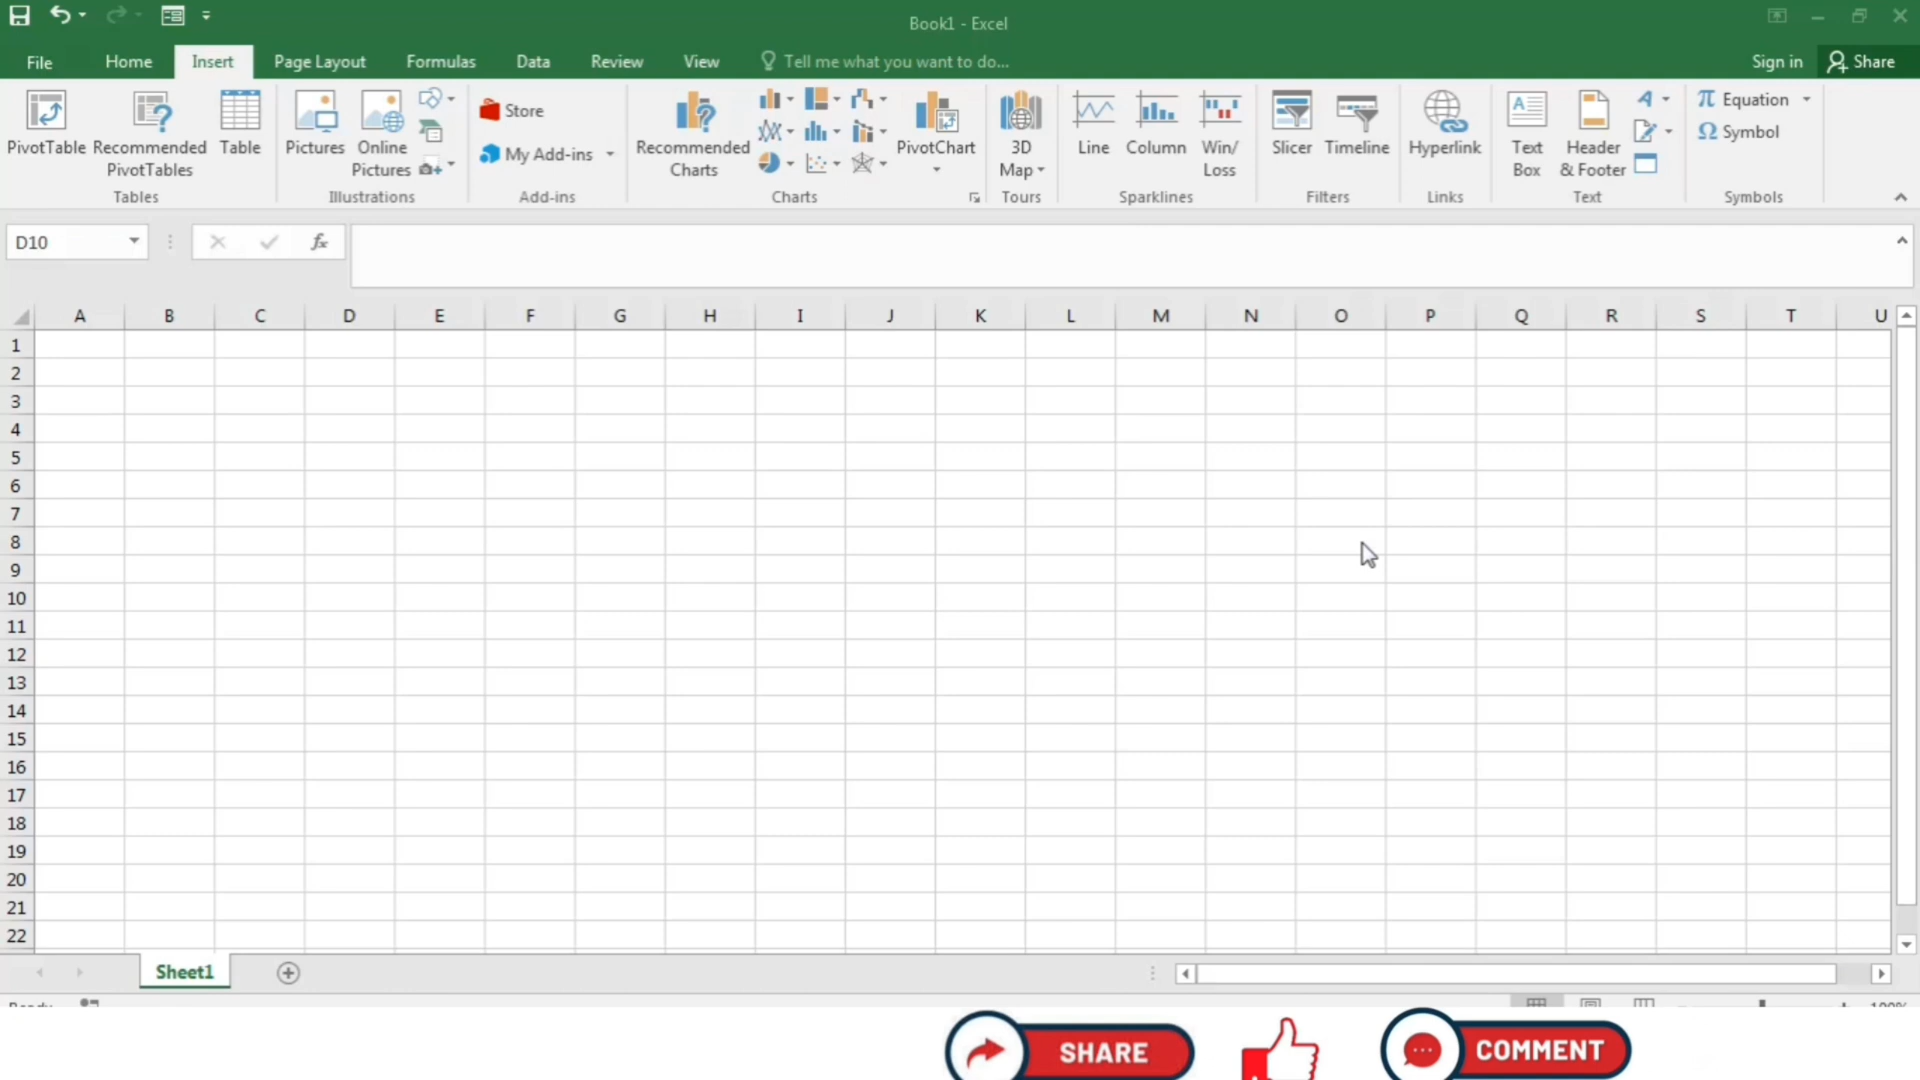 Book1 - Excel
File Home Insert Page Layout Formulas Data Review View Tell me what you want to do... Sign in Share
PivotTable Recommended PivotTables Table
Pictures Online Pictures
Store
My Add-ins
Recommended Charts
PivotChart
3D Map
Line Column Win/ Loss
Slicer Timeline
Hyperlink
Text Box Header & Footer
π Equation
Ω Symbol
Tables Illustrations Add-ins Charts Tours Sparklines Filters Links Text Symbols
D10 fx
A B C D E F G H I J K L M N O P Q R S T U
1
2
3
4
5
6
7
8
9
10
11
12
13
14
15
16
17
18
19
20
21
22
Sheet1
SHARE COMMENT